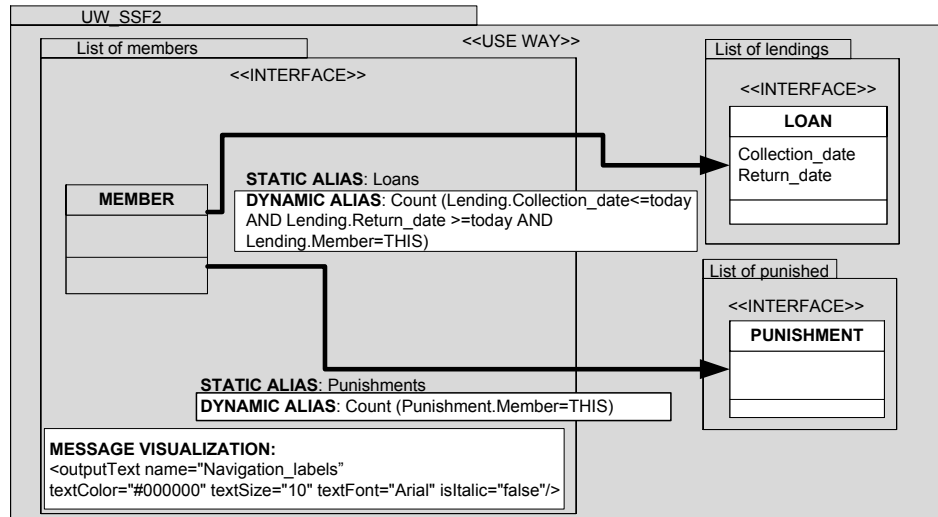 UW_SSF2
List of members
<<USE WAY>>
List of lendings
<<INTERFACE>>
<<INTERFACE>>
LOAN
Collection_date
Return_date
MEMBER
STATIC ALIAS: Loans
DYNAMIC ALIAS: Count (Lending.Collection_date<=today
AND Lending.Return_date >=today AND
Lending.Member=THIS)
List of punished
<<INTERFACE>>
PUNISHMENT
STATIC ALIAS: Punishments
DYNAMIC ALIAS: Count (Punishment.Member=THIS)
MESSAGE VISUALIZATION:
<outputText name="Navigation_labels”
textColor="#000000" textSize="10" textFont="Arial" isItalic="false"/>